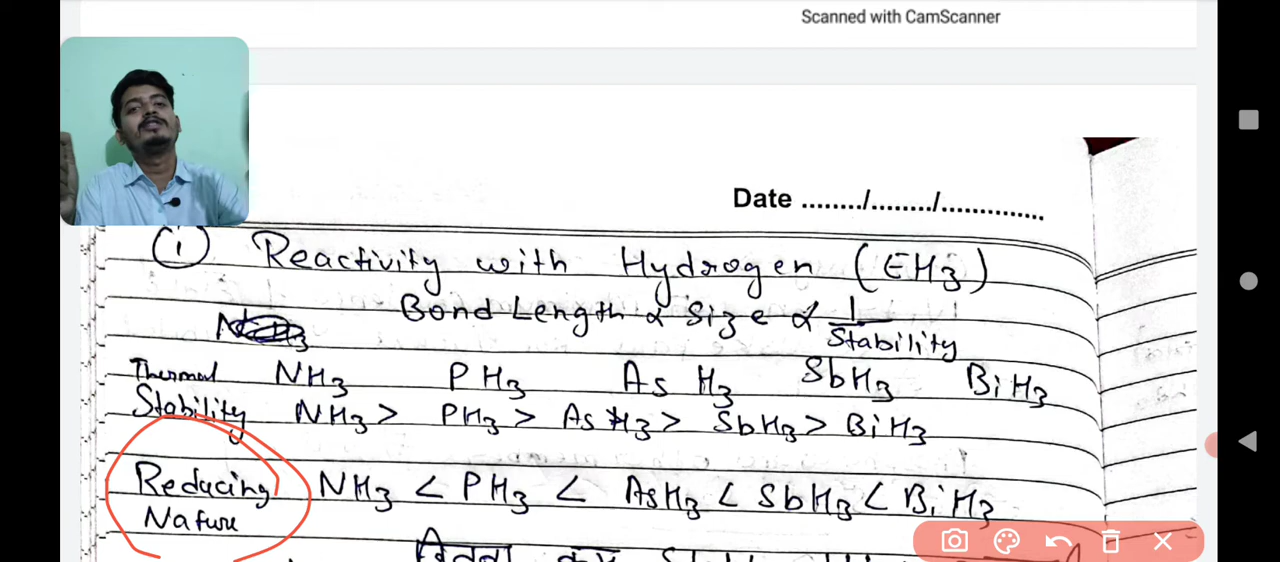 Scanned with CamScanner
Date ......../......../..............
① Reactivity with Hydrogen (EH3)
Bond Length ∝ Size ∝ 1/Stability
Thermal NH3 PH3 AsH3 SbH3 BiH3
Stability NH3 > PH3 > AsH3 > SbH3 > BiH3
Reducing NH3 < PH3 < AsH3 < SbH3 < BiH3
Nature